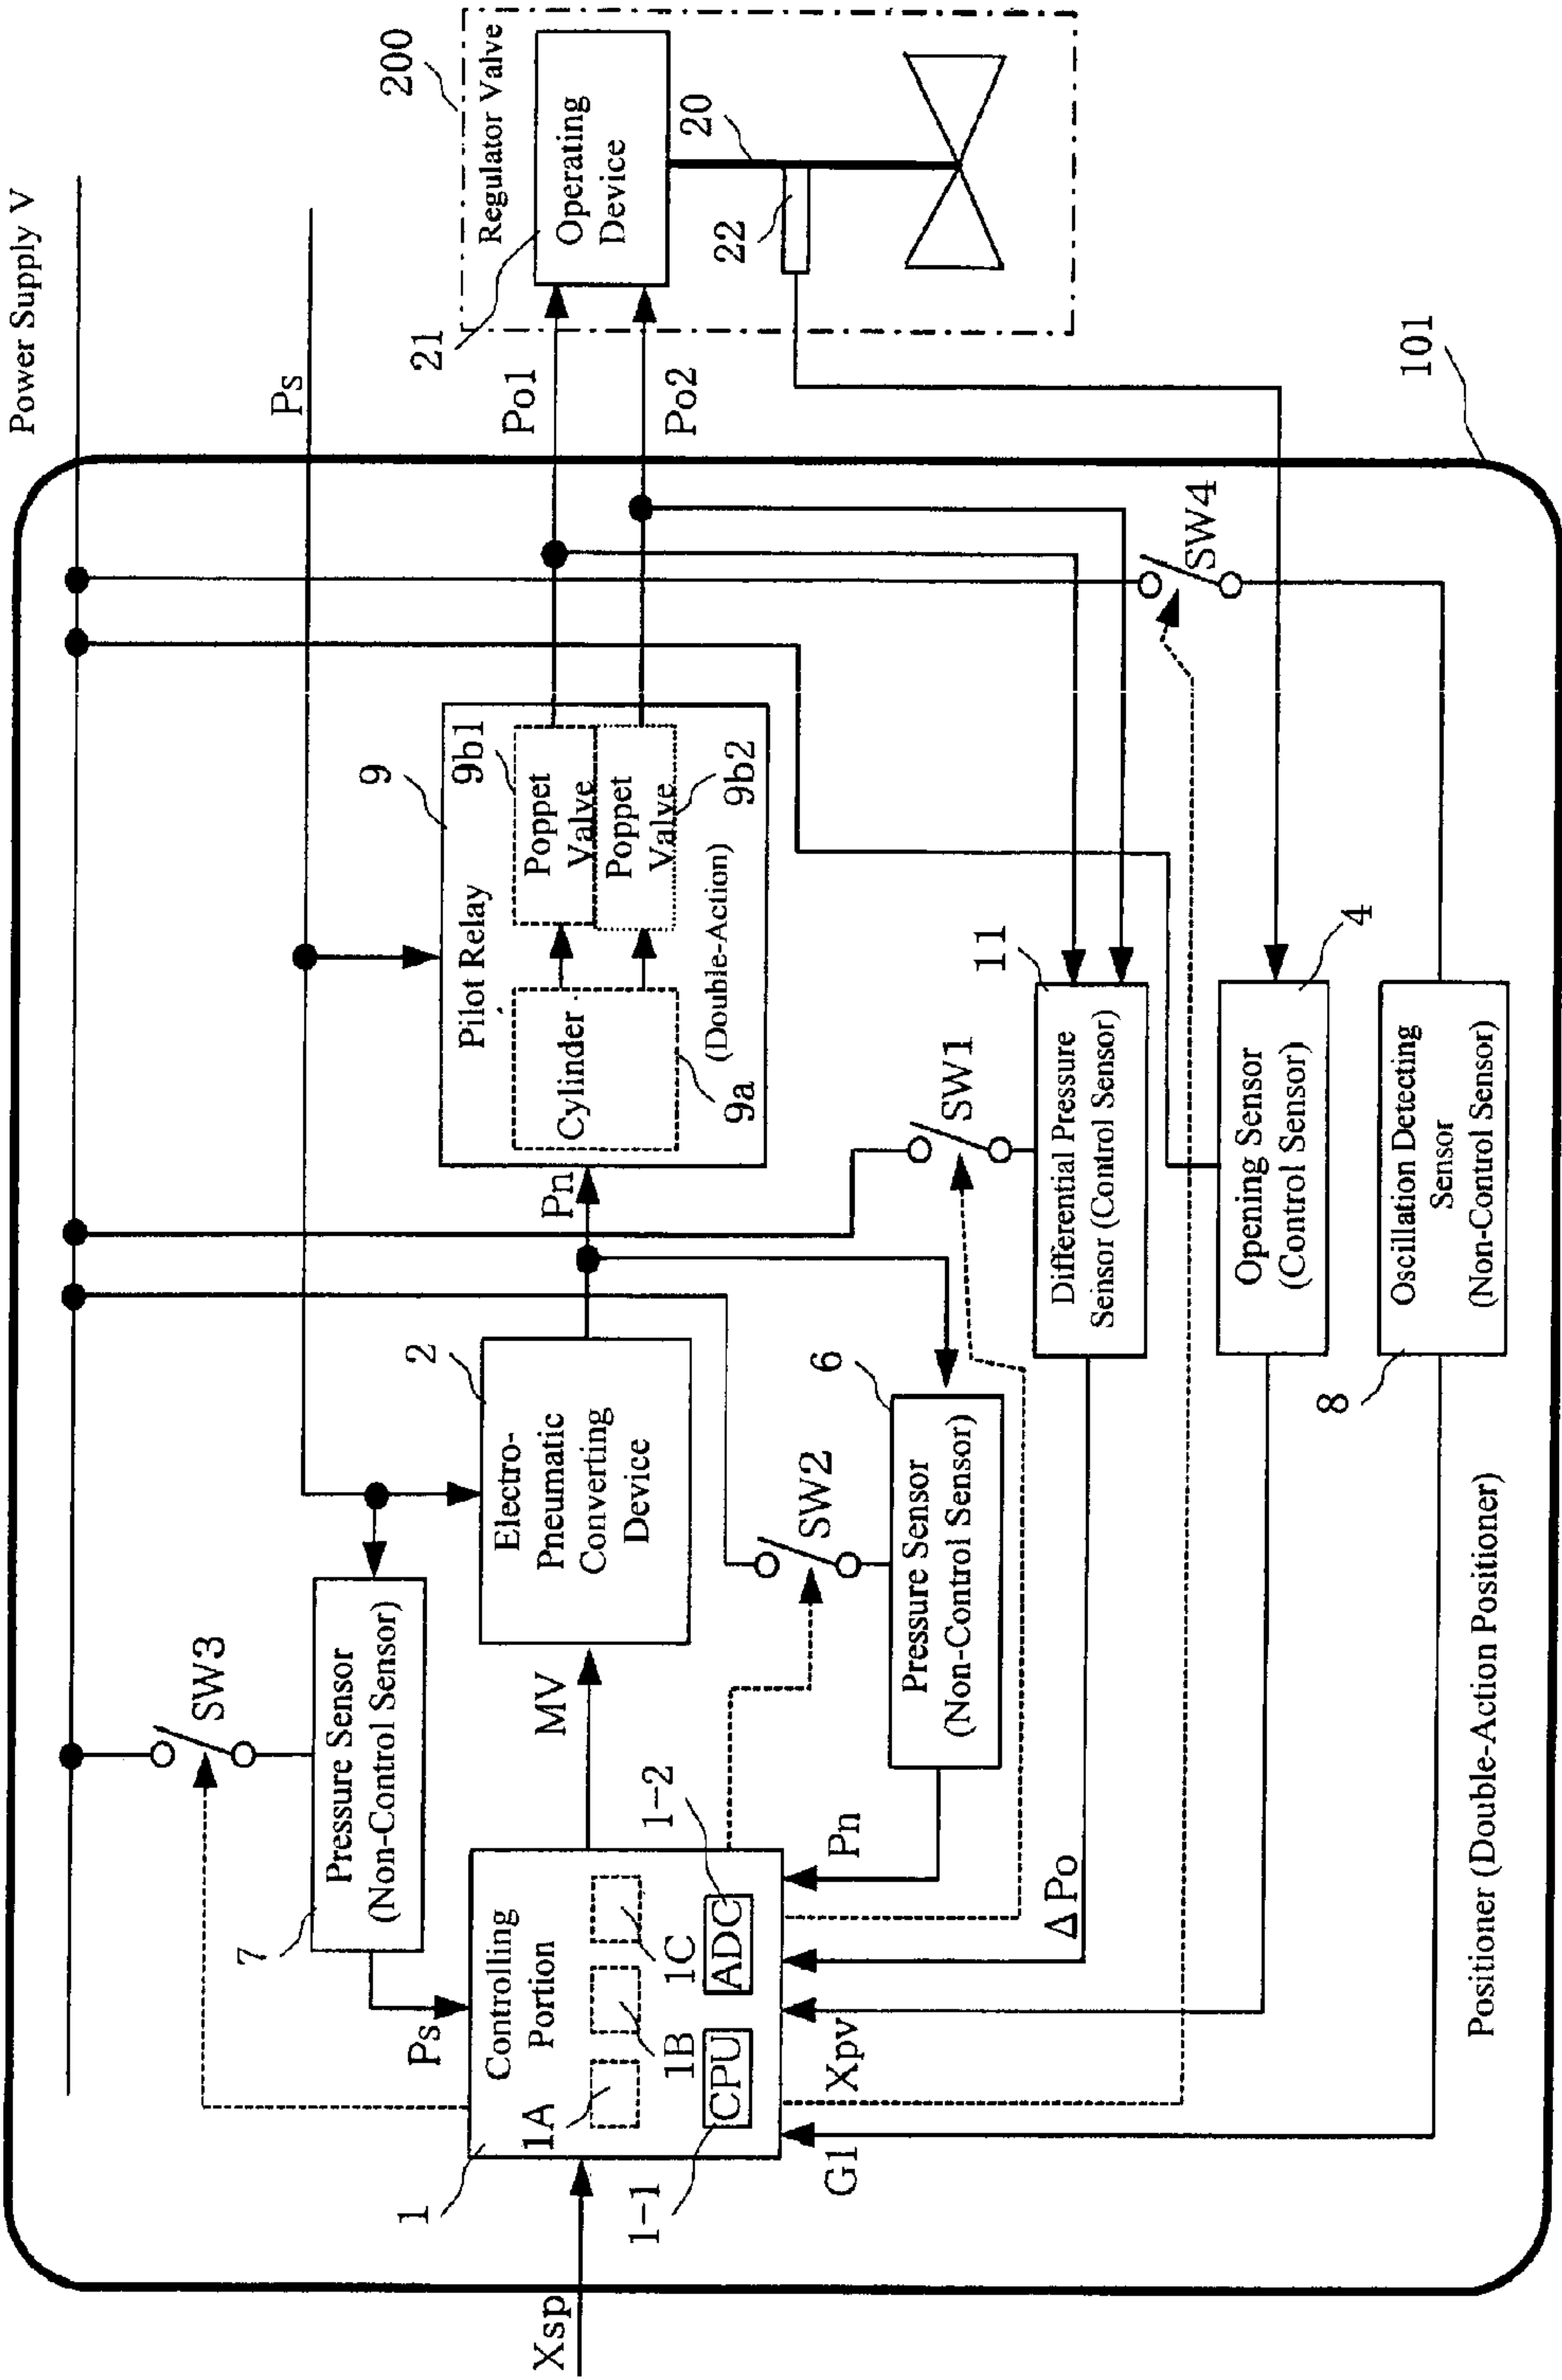 Power Supply V
Ps
200
Regulator Valve
21
Operating
Device
20
22
Po1
Po2
101
SW3
7
Pressure Sensor
(Non-Control Sensor)
Ps
2
Electro-
Pneumatic
Converting
Device
9
Pilot Relay
Cylinder
9a
9b1
Poppet
Valve
Poppet
Valve
9b2
(Double-Action)
Pn
MV
Xsp
1
Controlling
Portion
1A
1B
1C
CPU
ADC
1-1
1-2
SW2
6
Pressure Sensor
(Non-Control Sensor)
Pn
SW1
11
Differential Pressure
Sensor (Control Sensor)
ΔPo
SW4
4
Opening Sensor
(Control Sensor)
Xpv
8
Oscillation Detecting
Sensor
(Non-Control Sensor)
G1
Positioner (Double-Action Positioner)